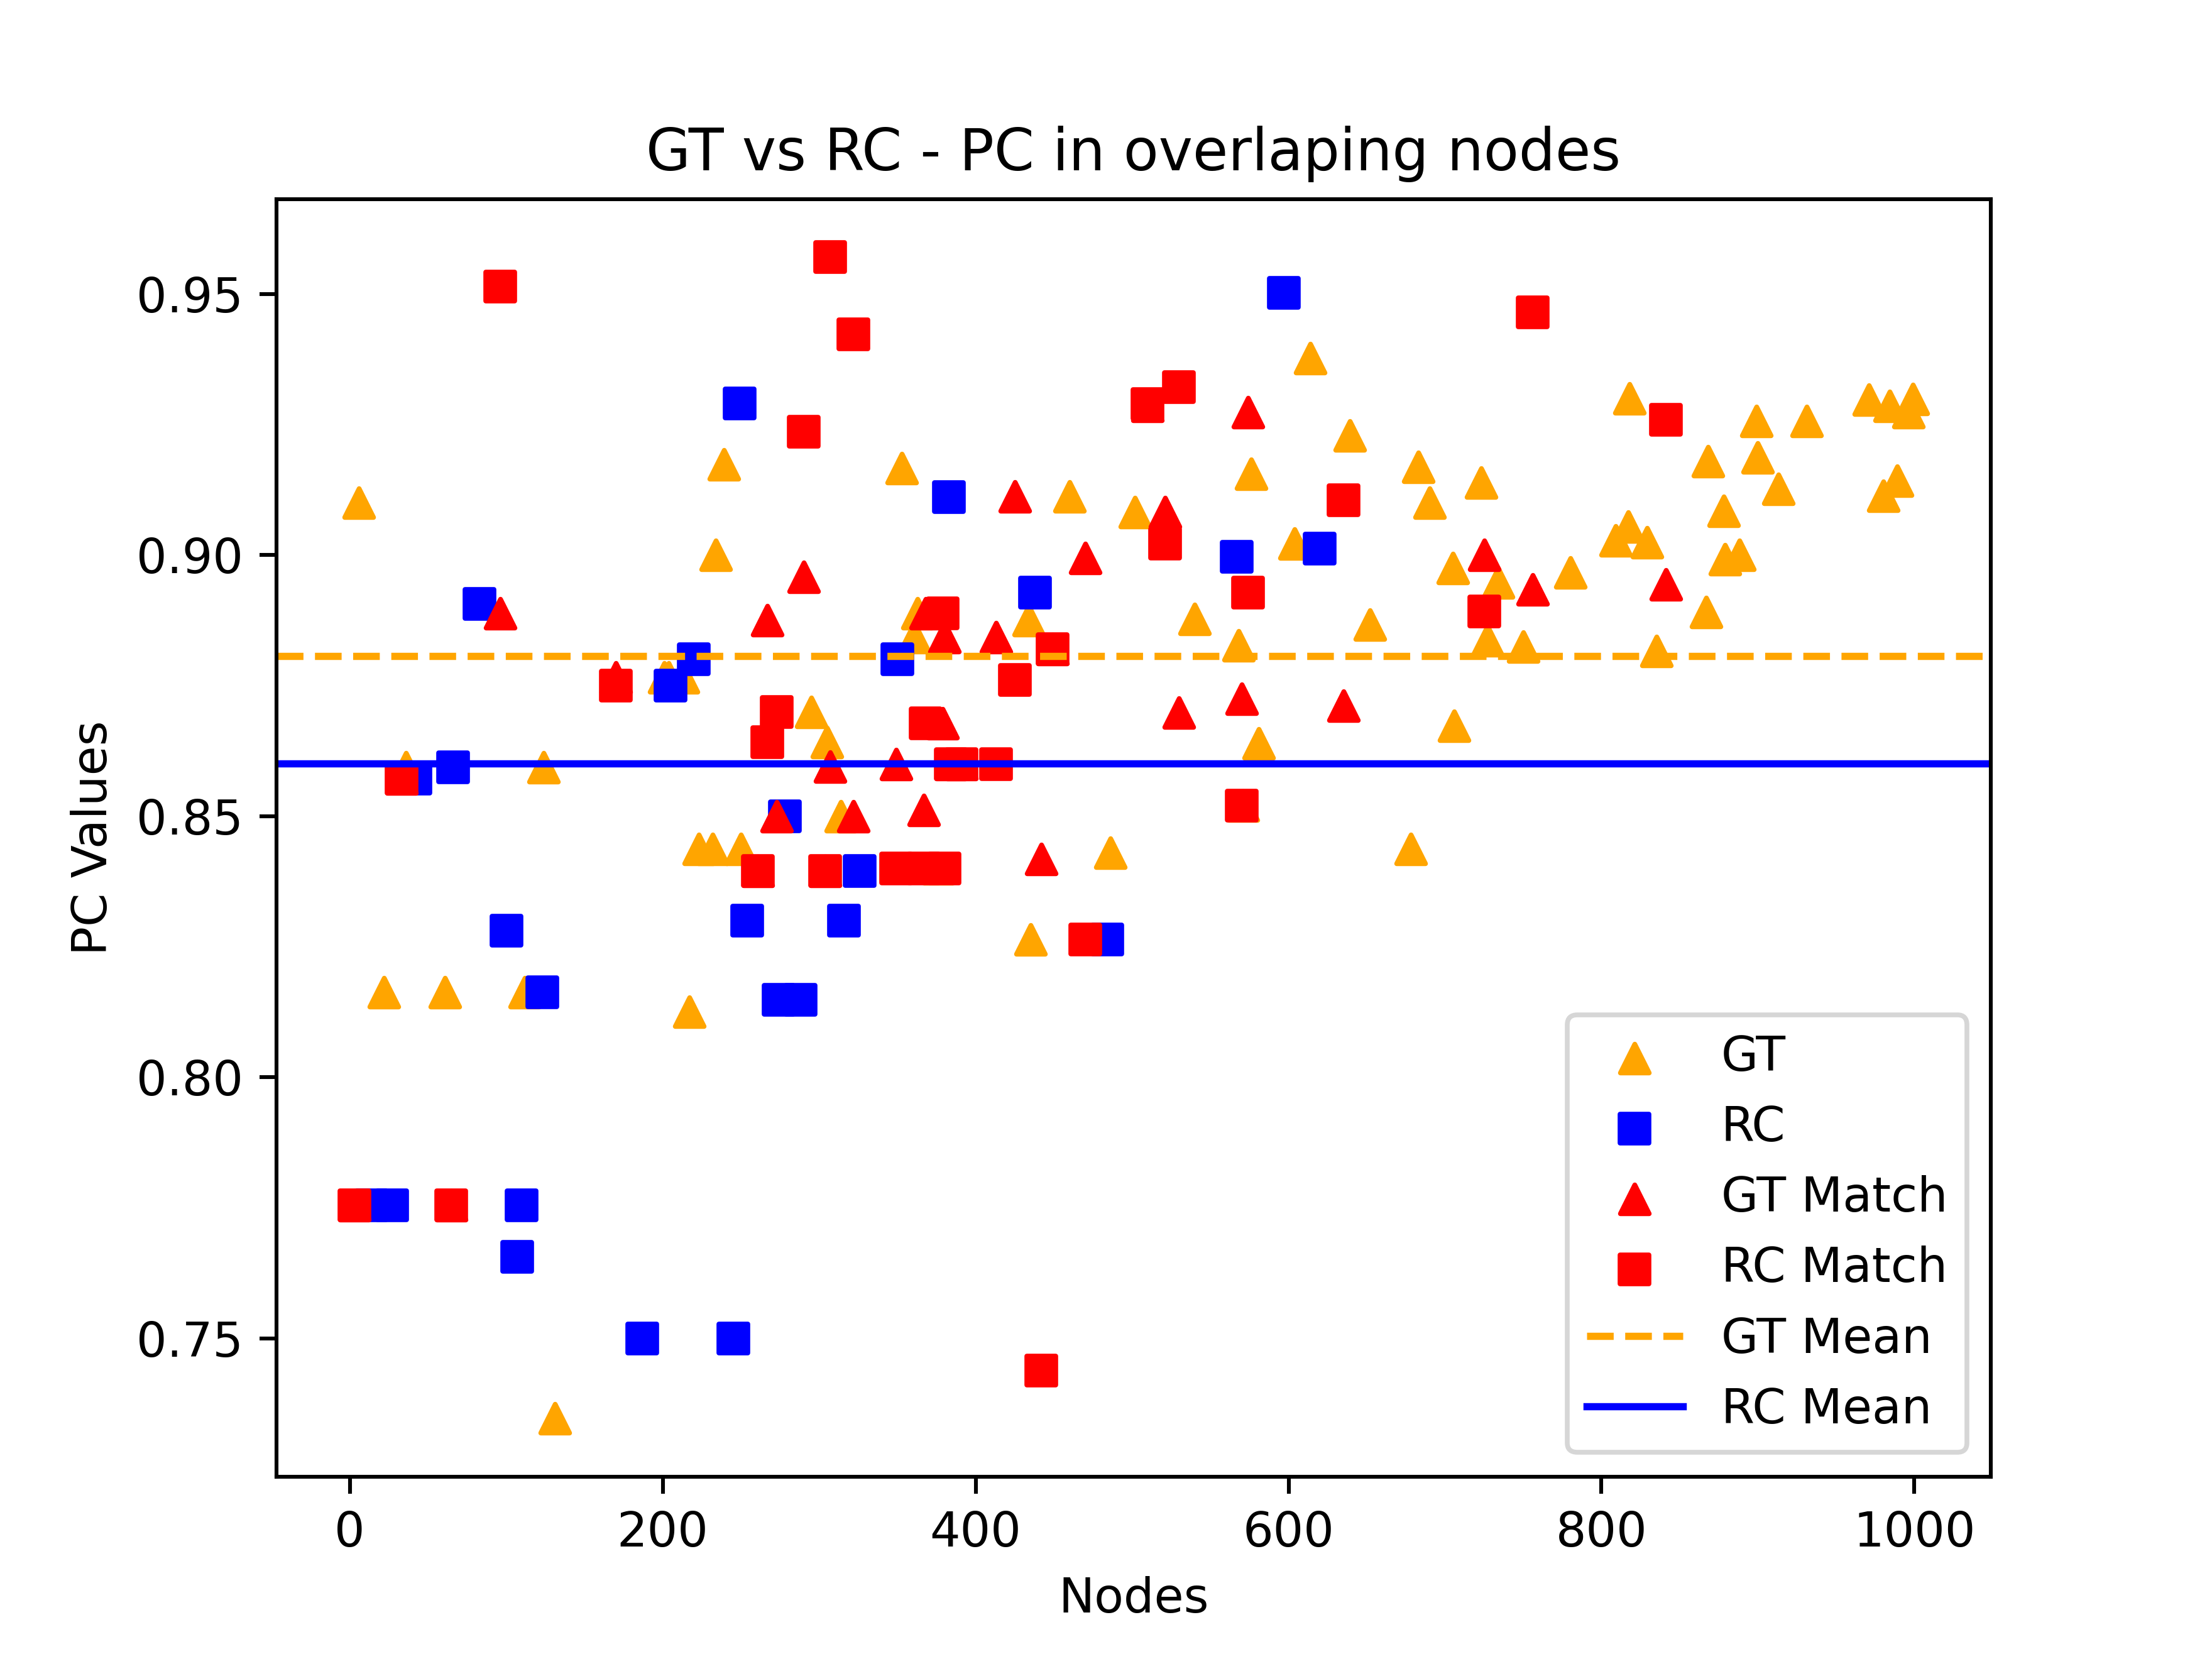 GT vs RC - PC in overlaping nodes
0.95
0.90
0.85
0.80
0.75
PC Values
0 200 400 600 800 1000
Nodes
GT
RC
GT Match
RC Match
GT Mean
RC Mean